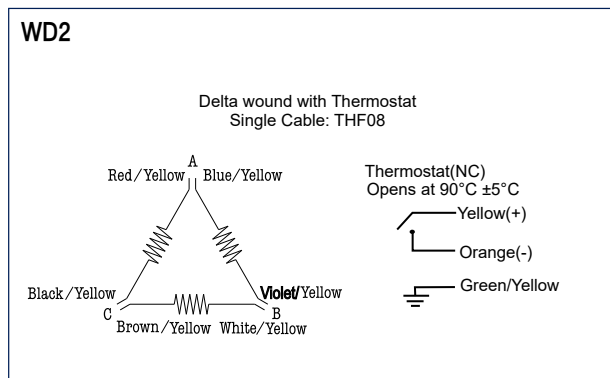 WD2
Delta wound with Thermostat
Single Cable: THF08
A
Red/Yellow Blue/Yellow
Thermostat(NC)
Opens at 90°C ±5°C
Yellow(+)
Orange(-)
Green/Yellow
Black/Yellow Violet/Yellow
C B
Brown/Yellow White/Yellow